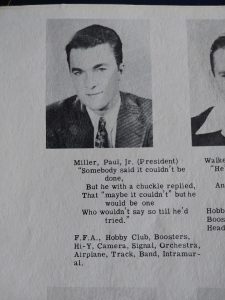 Miller, Paul, Jr. (President)
"Somebody said it couldn't be
done,
But he with a chuckle replied,
That "maybe it couldn't" but he
would be one
Who wouldn't say so till he'd
tried."
F.F.A., Hobby Club, Boosters,
Hi-Y, Camera, Signal, Orchestra,
Airplane, Track, Band, Intramur-
al.
Walke
"He
An
Hobb
Boos
Head